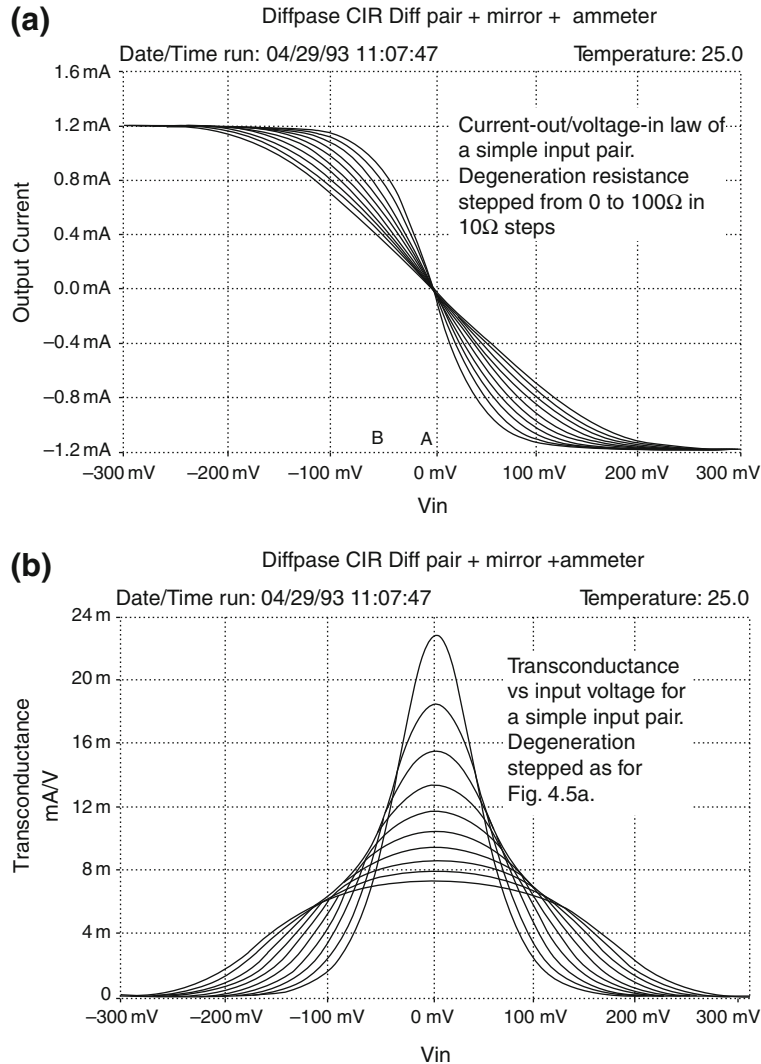 (a)
Diffpase CIR Diff pair + mirror + ammeter
Date/Time run: 04/29/93 11:07:47
Temperature: 25.0
1.6 mA
1.2 mA
0.8 mA
0.4 mA
0.0 mA
−0.4 mA
−0.8 mA
−1.2 mA
Output Current
Current-out/voltage-in law of
a simple input pair.
Degeneration resistance
stepped from 0 to 100Ω in
10Ω steps
B
A
−300 mV
−200 mV
−100 mV
0 mV
100 mV
200 mV
300 mV
Vin
(b)
Diffpase CIR Diff pair + mirror +ammeter
Date/Time run: 04/29/93 11:07:47
Temperature: 25.0
24 m
20 m
16 m
12 m
8 m
4 m
0
Transconductance
mA/V
Transconductance
vs input voltage for
a simple input pair.
Degeneration
stepped as for
Fig. 4.5a.
−300 mV
−200 mV
−100 mV
0 mV
100 mV
200 mV
300 mV
Vin